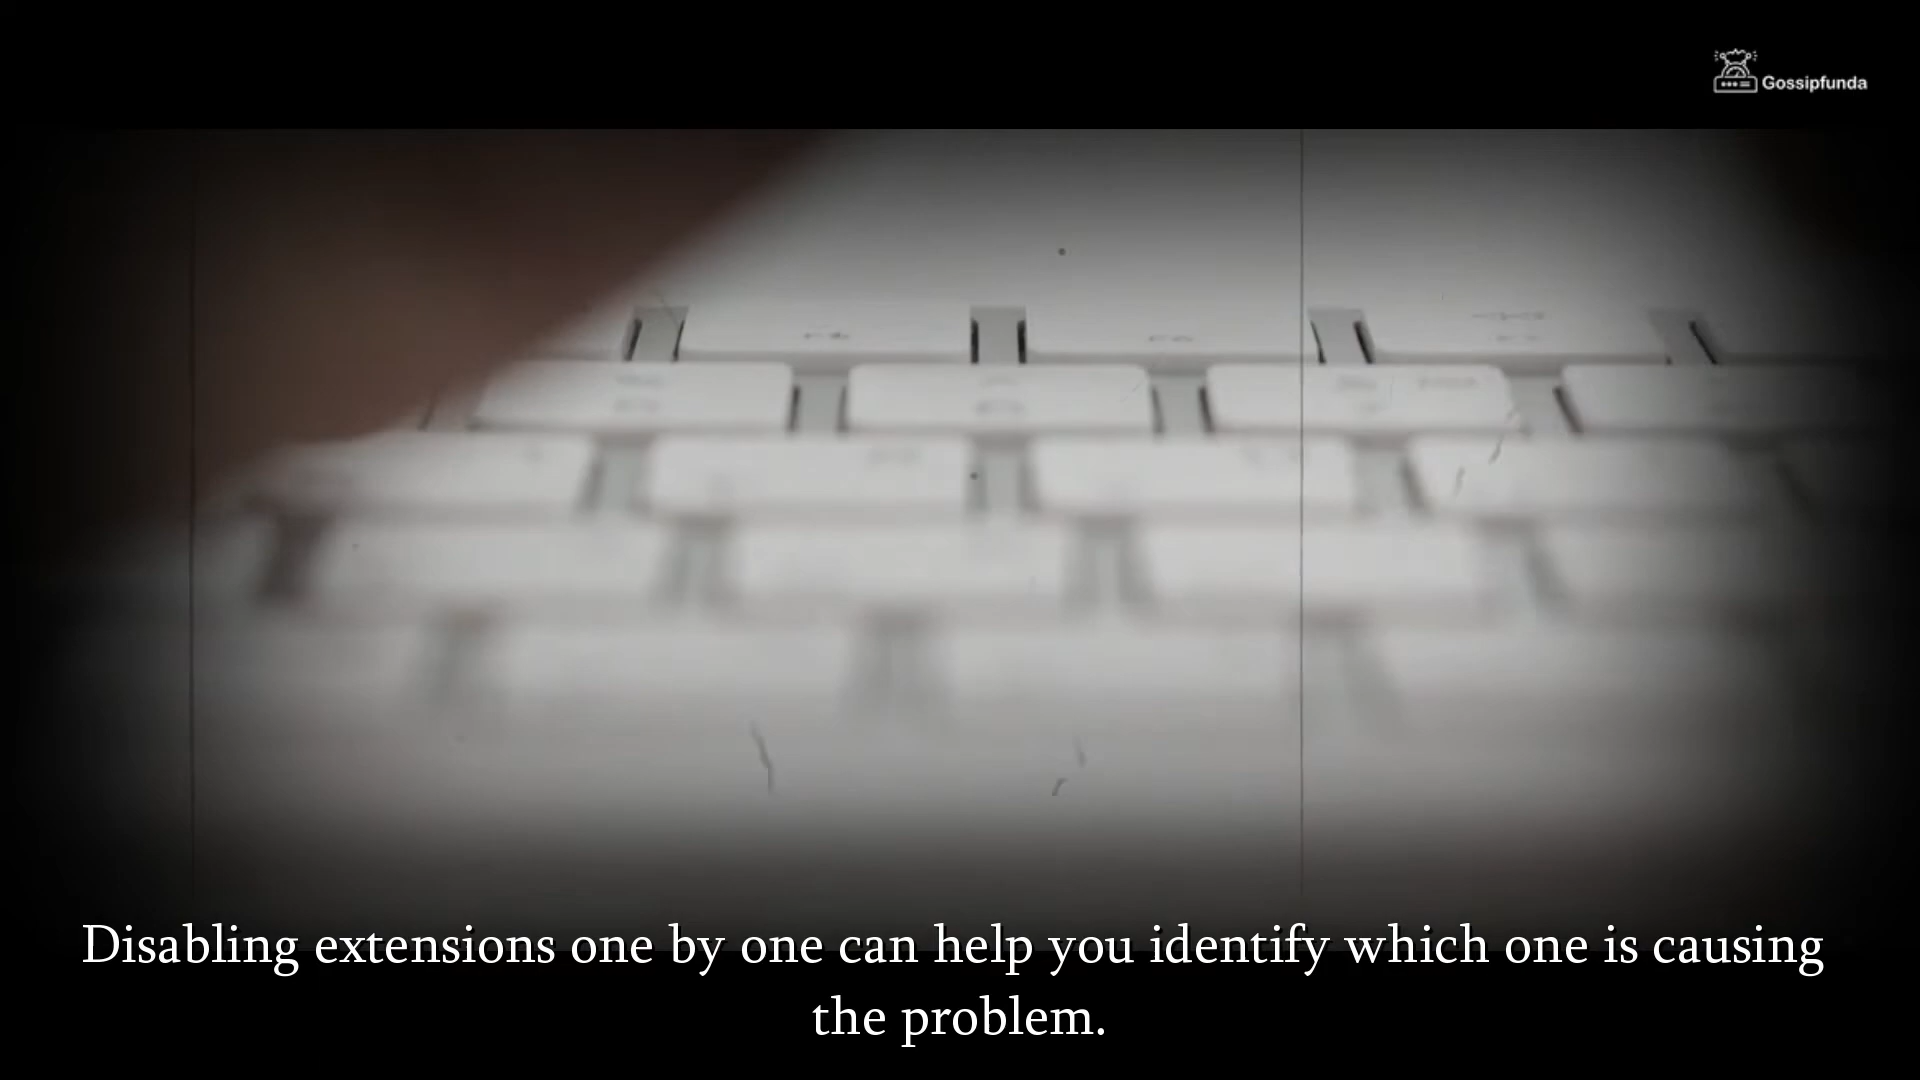 Gossipfunda
Disabling extensions one by one can help you identify which one is causing
the problem.